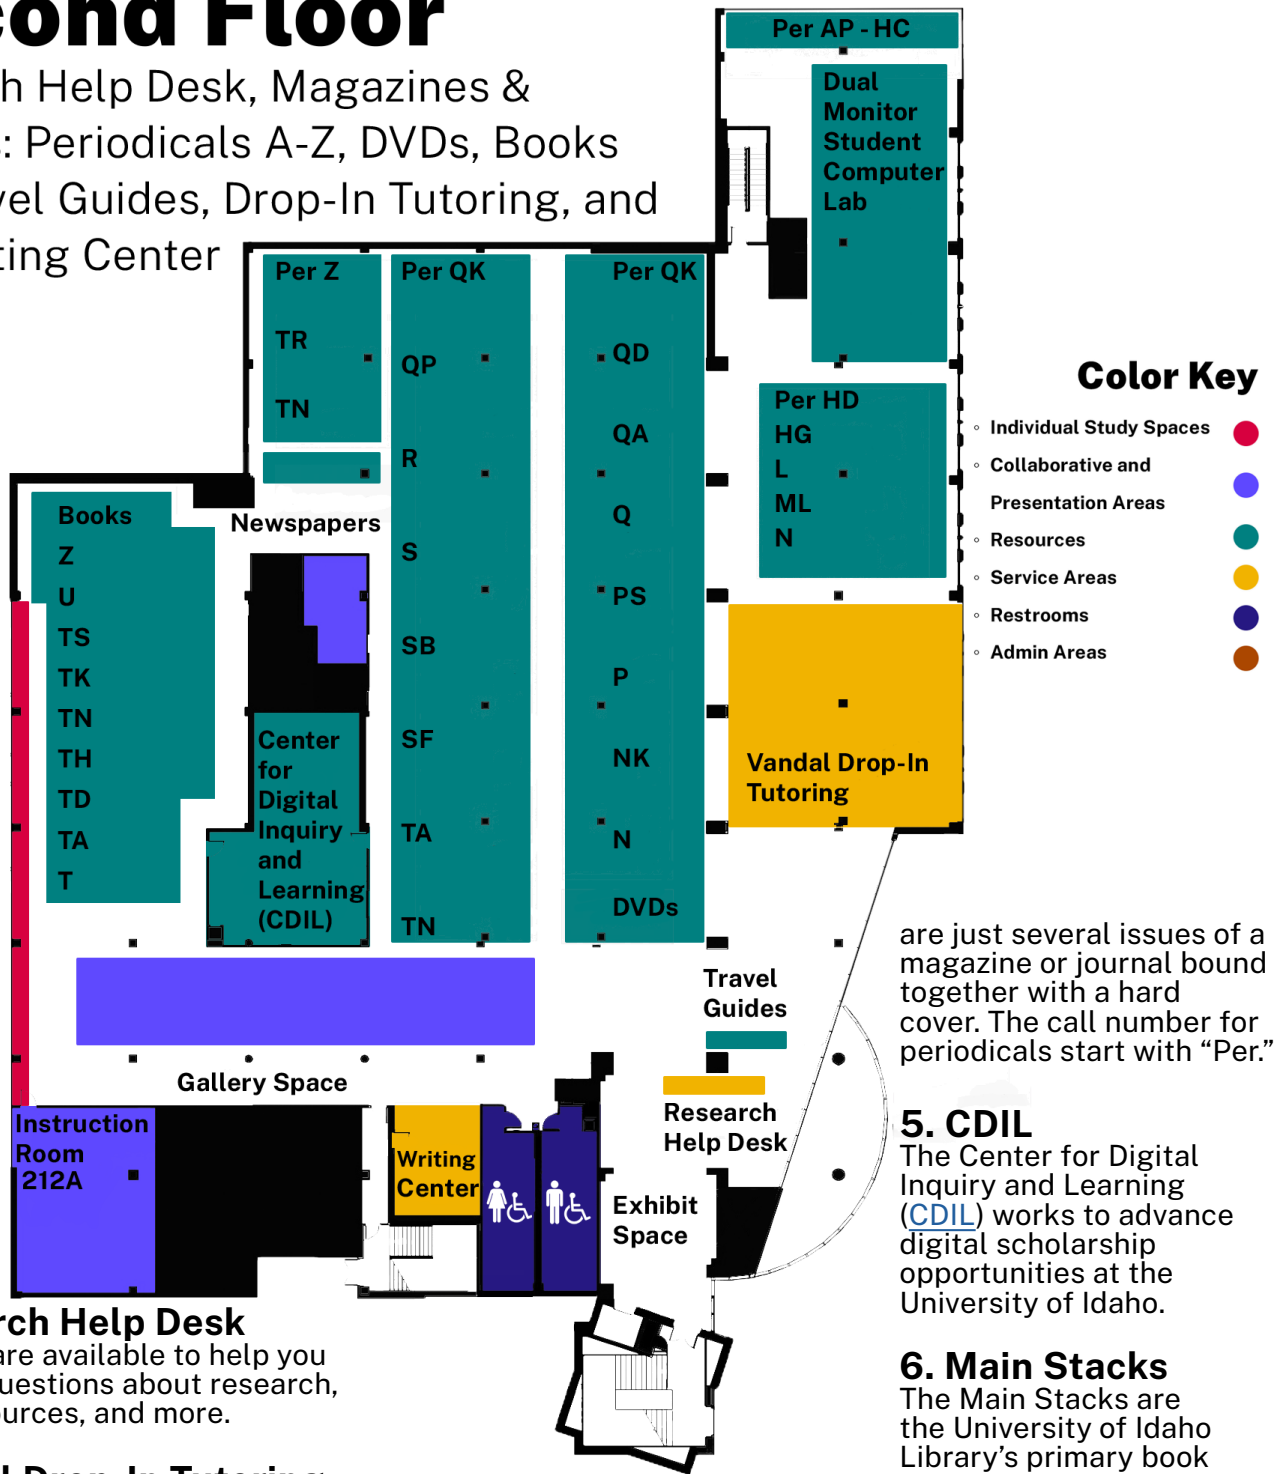 cond Floor
h Help Desk, Magazines &
: Periodicals A-Z, DVDs, Books
vel Guides, Drop-In Tutoring, and
ting Center
Per AP - HC
Dual
Monitor
Student
Computer
Lab
Per Z
TR
TN
Per QK
QP
R
S
SB
SF
TA
TN
Per QK
QD
QA
Q
PS
P
NK
N
DVDs
Per HD
HG
L
ML
N
Color Key
Individual Study Spaces
Collaborative and
Presentation Areas
Resources
Service Areas
Restrooms
Admin Areas
Newspapers
Books
Z
U
TS
TK
TN
TH
TD
TA
T
Center
for
Digital
Inquiry
and
Learning
(CDIL)
Vandal Drop-In
Tutoring
Travel
Guides
Gallery Space
Research
Help Desk
Instruction
Room
212A
Writing
Center
Exhibit
Space
are just several issues of a
magazine or journal bound
together with a hard
cover. The call number for
periodicals start with “Per.”
5. CDIL
The Center for Digital
Inquiry and Learning
(CDIL) works to advance
digital scholarship
opportunities at the
University of Idaho.
6. Main Stacks
The Main Stacks are
the University of Idaho
Library’s primary book
rch Help Desk
are available to help you
uestions about research,
ources, and more.
Drop-In Tutoring